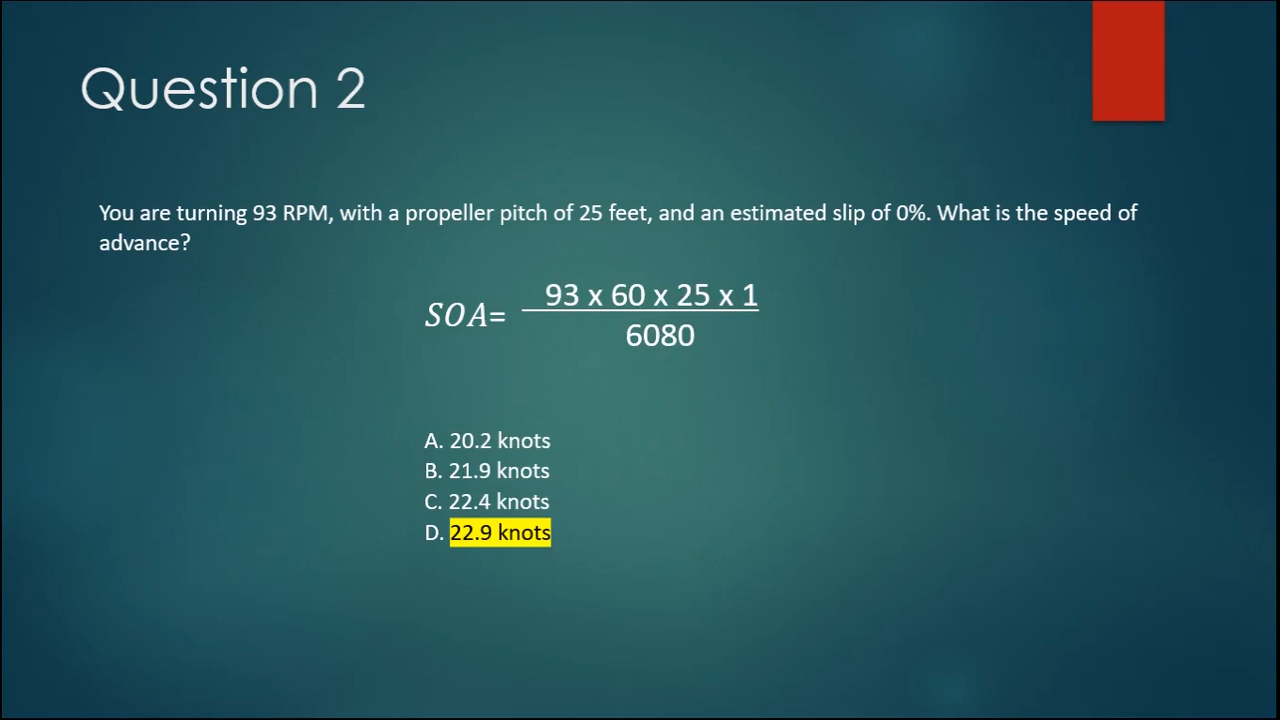 Question 2
You are turning 93 RPM, with a propeller pitch of 25 feet, and an estimated slip of 0%. What is the speed of
advance?
93 x 60 x 25 x 1
SOA=
6080
A. 20.2 knots
B. 21.9 knots
C. 22.4 knots
D. 22.9 knots